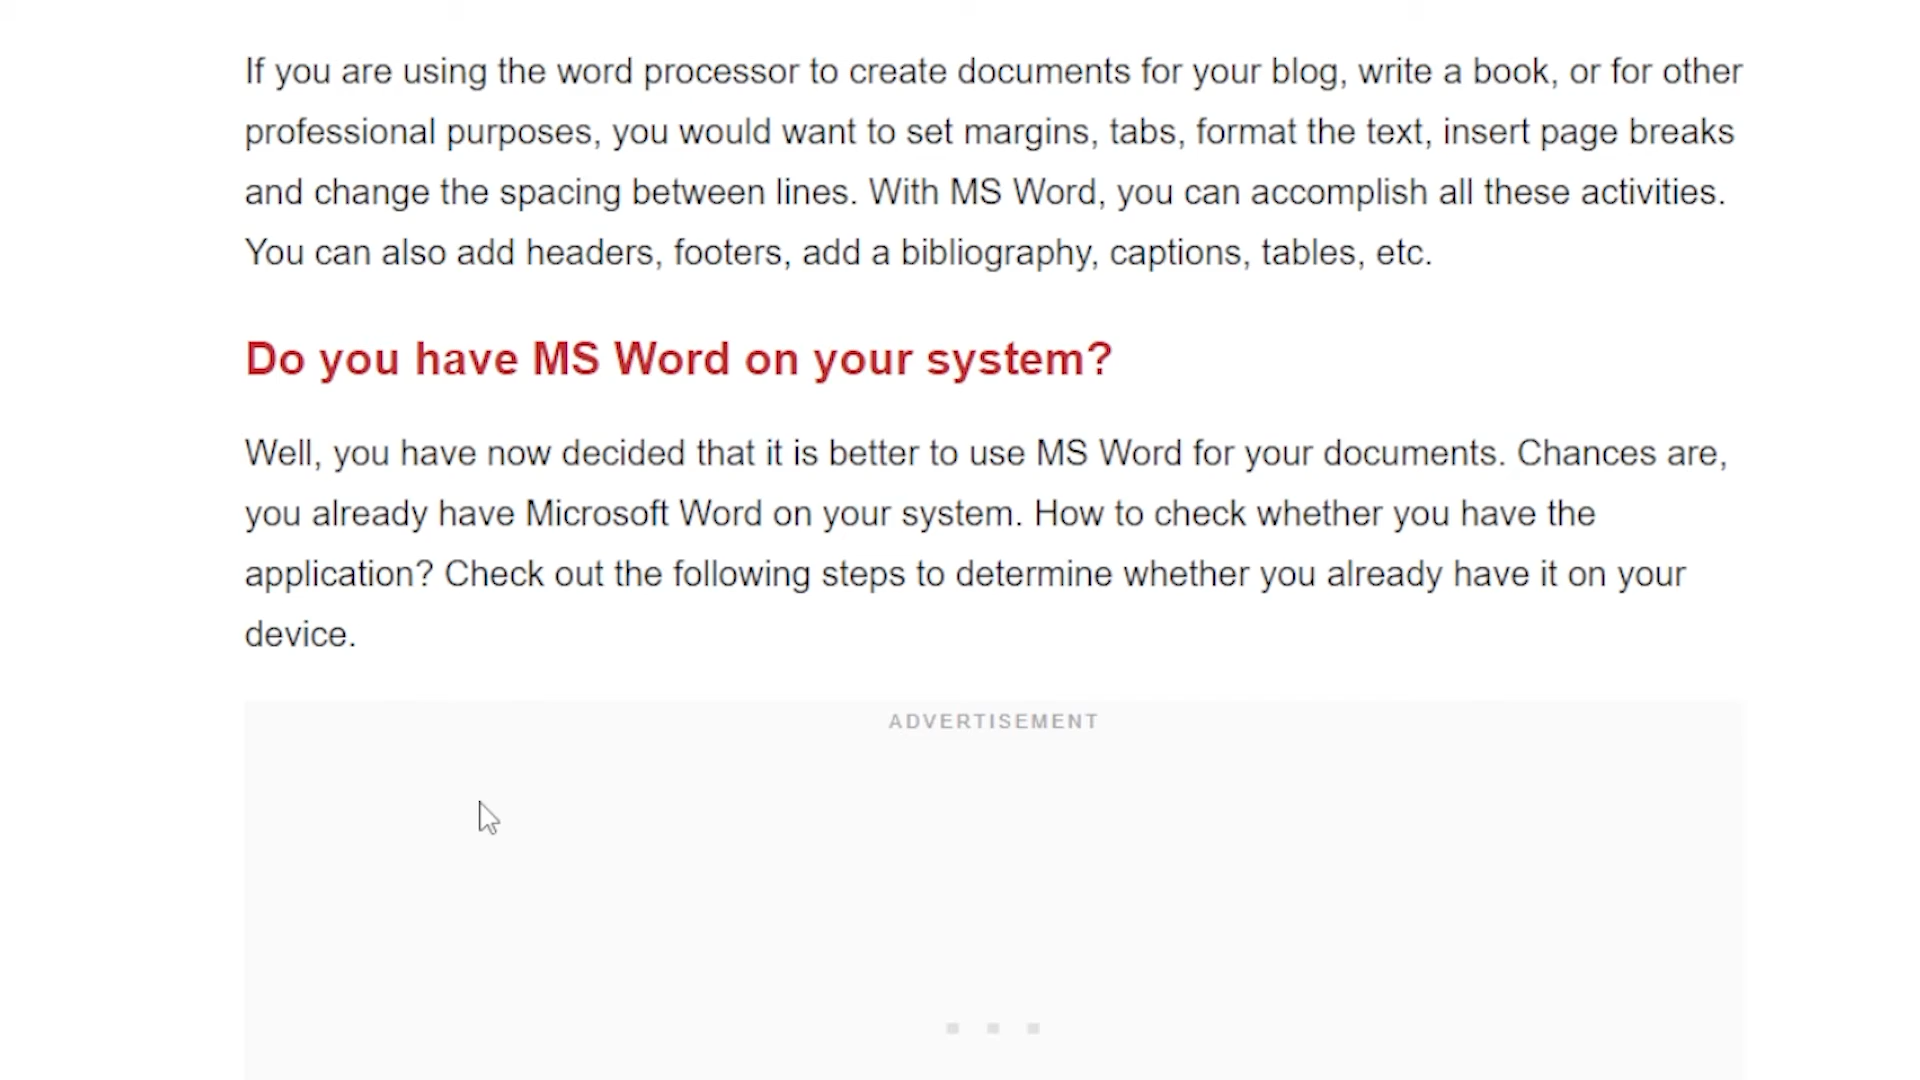 If you are using the word processor to create documents for your blog, write a book, or for other
professional purposes, you would want to set margins, tabs, format the text, insert page breaks
and change the spacing between lines. With MS Word, you can accomplish all these activities.
You can also add headers, footers, add a bibliography, captions, tables, etc.
Do you have MS Word on your system?
Well, you have now decided that it is better to use MS Word for your documents. Chances are,
you already have Microsoft Word on your system. How to check whether you have the
application? Check out the following steps to determine whether you already have it on your
device.
ADVERTISEMENT